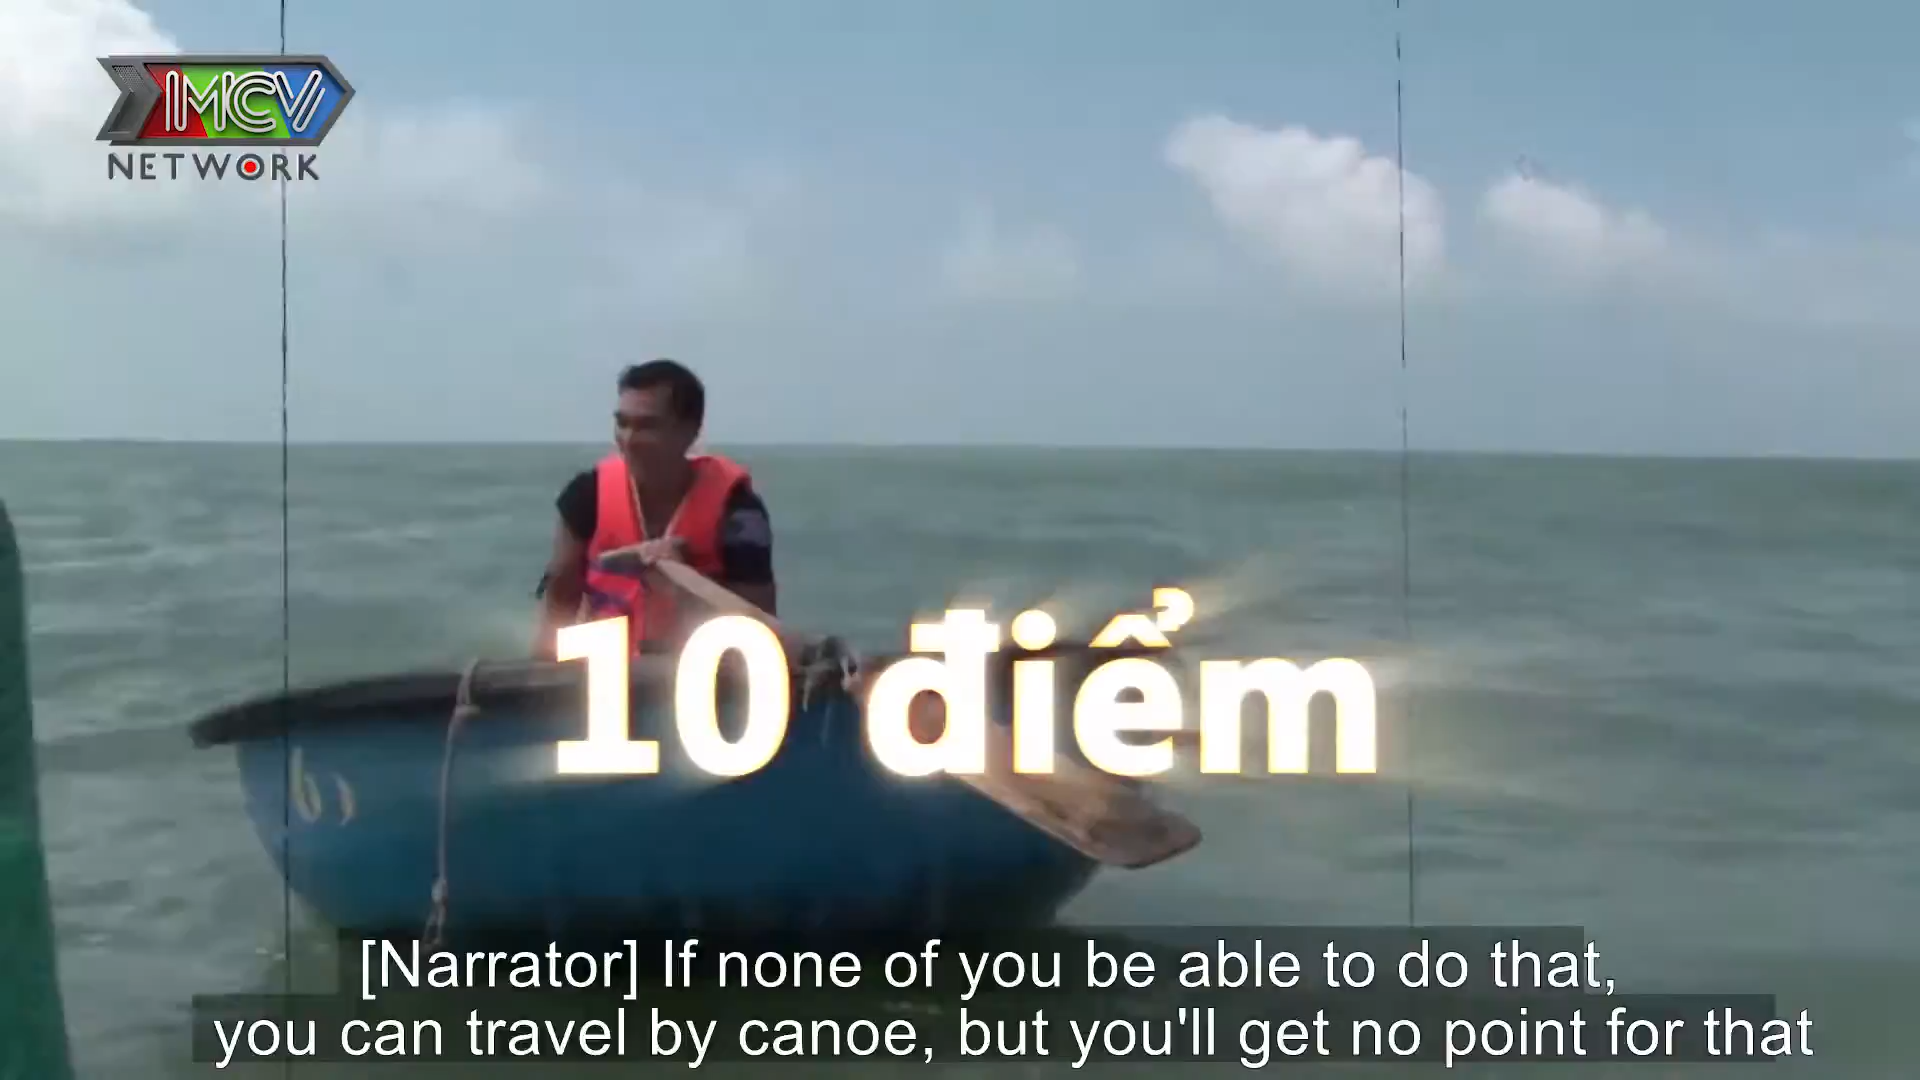 MCV
NETWORK
10 điểm
[Narrator] If none of you be able to do that,
you can travel by canoe, but you'll get no point for that